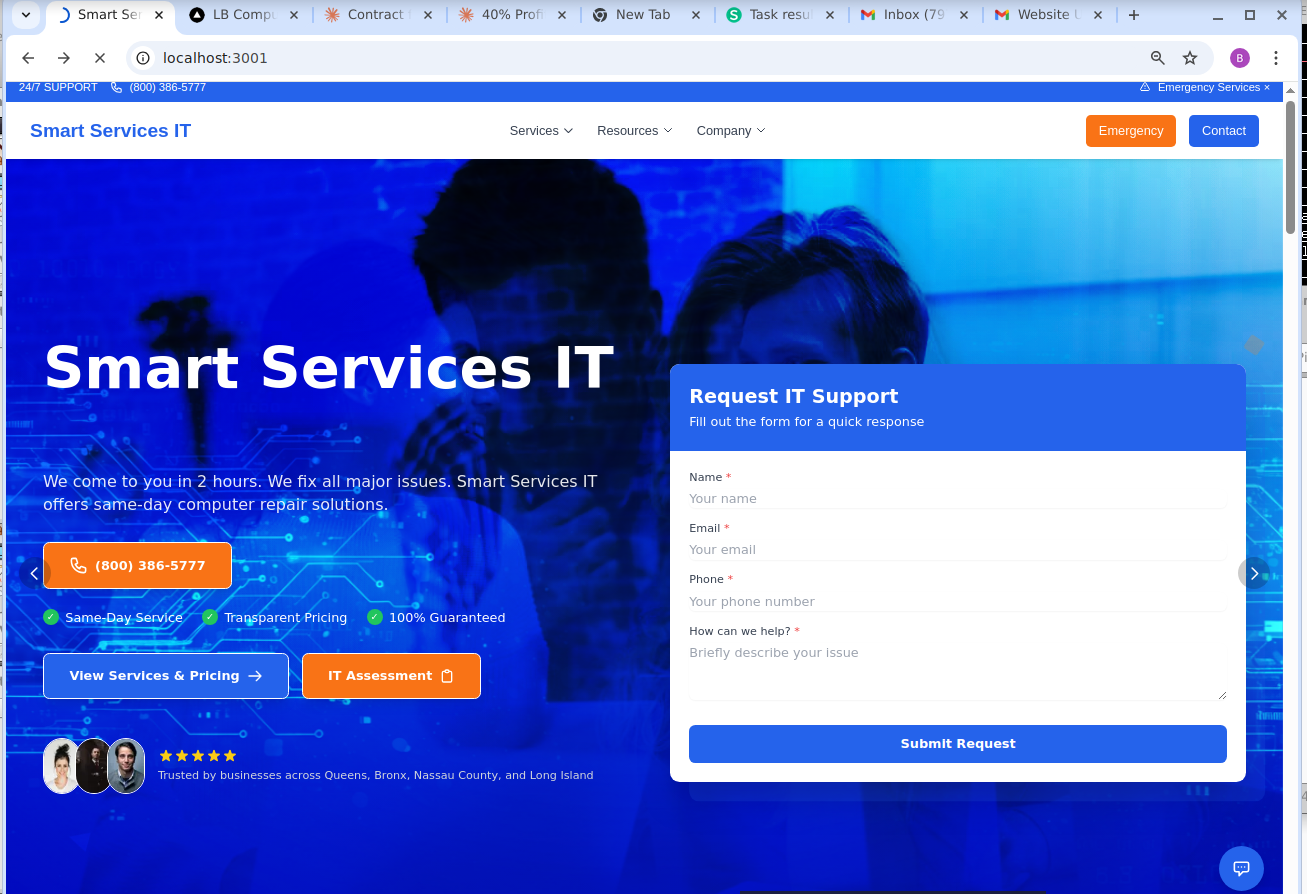 Smart Ser
LB Compu
Contract f
40% Profi
New Tab
Task resul
Inbox (79
Website U
localhost:3001
B
24/7 SUPPORT
(800) 386-5777
Emergency Services ×
Smart Services IT
Services
Resources
Company
Emergency
Contact
Smart Services IT
We come to you in 2 hours. We fix all major issues. Smart Services IT
offers same-day computer repair solutions.
(800) 386-5777
Same-Day Service
Transparent Pricing
100% Guaranteed
View Services & Pricing
IT Assessment
Trusted by businesses across Queens, Bronx, Nassau County, and Long Island
Request IT Support
Fill out the form for a quick response
Name *
Your name
Email *
Your email
Phone *
Your phone number
How can we help? *
Briefly describe your issue
Submit Request